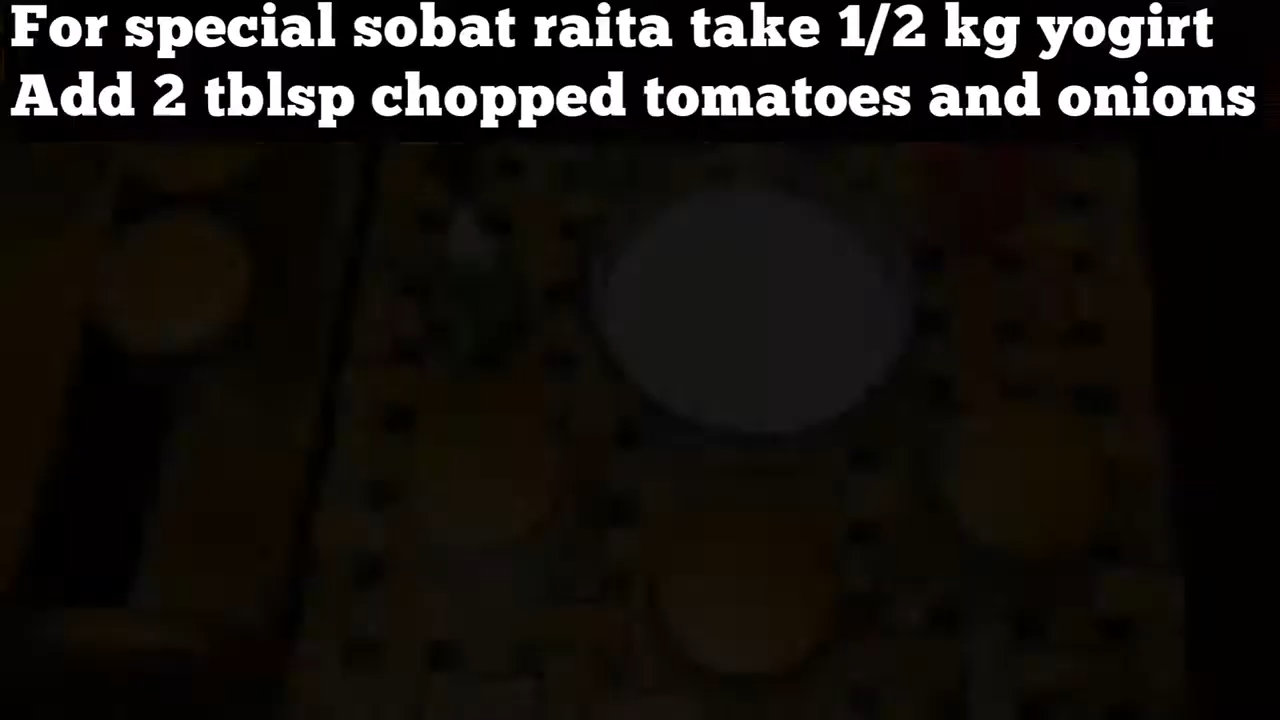 For special sobat raita take 1/2 kg yogirt
Add 2 tblsp chopped tomatoes and onions